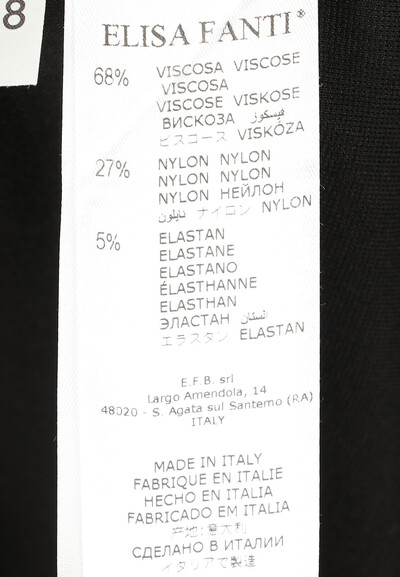 8
ELISA FANTI®
68% VISCOSA VISCOSE
VISCOSA
VISCOSE VISKOSE
ВИСКОЗА فيسكوز
ビスコース VISKÓZA
27% NYLON NYLON
NYLON NYLON
NYLON НЕЙЛОН
نايلون ナイロン NYLON
5% ELASTAN
ELASTANE
ELASTANO
ÉLASTHANNE
ELASTHAN
ЭЛАСТАН الستان
エラスタン ELASTAN
E.F.B. srl
Largo Amendola, 14
48020 - S. Agata sul Santerno (RA)
ITALY
MADE IN ITALY
FABRIQUE EN ITALIE
HECHO EN ITALIA
FABRICADO EM ITALIA
产地:意大利
СДЕЛАНО В ИТАЛИИ
イタリアで製造